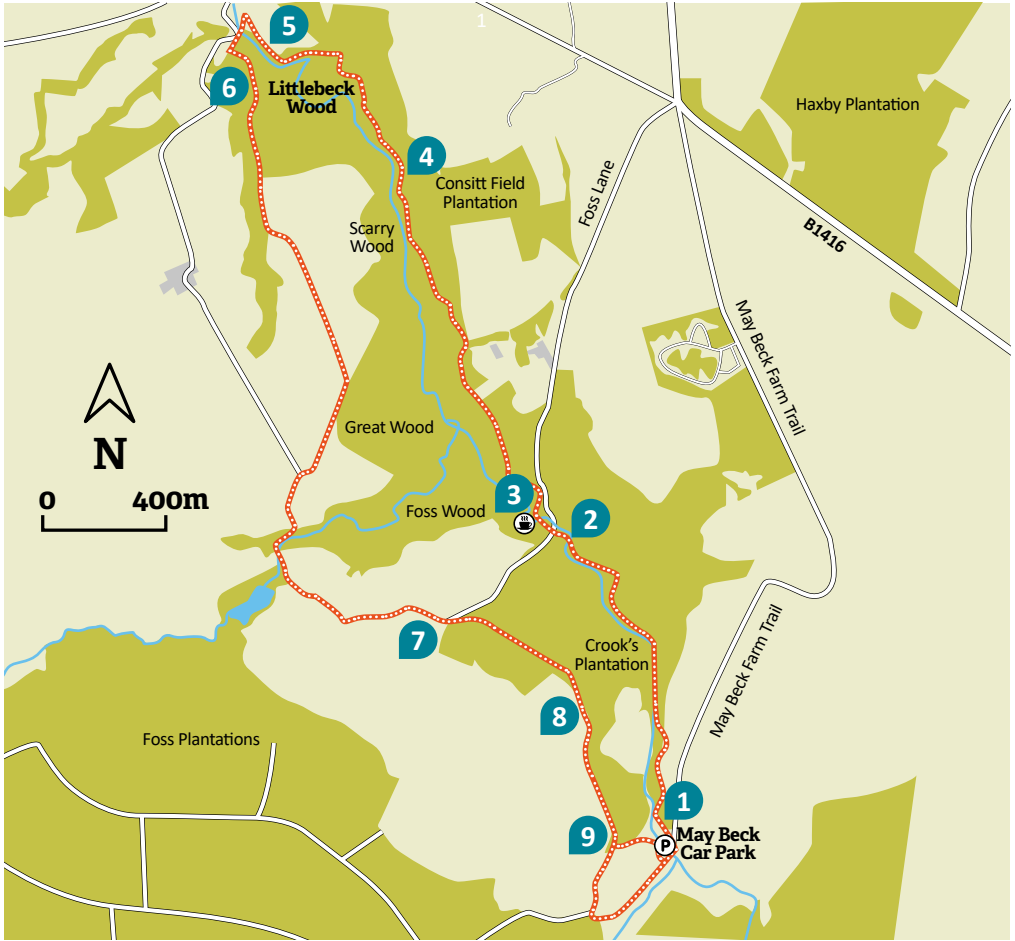 1
5
6
Littlebeck
Wood
Haxby Plantation
4
Consitt Field
Plantation
Foss Lane
Scarry
Wood
B1416
May Beck Farm Trail
N
0 400m
Great Wood
3
Foss Wood
2
May Beck Farm Trail
7
Crook's
Plantation
8
Foss Plantations
1
9
P
May Beck
Car Park